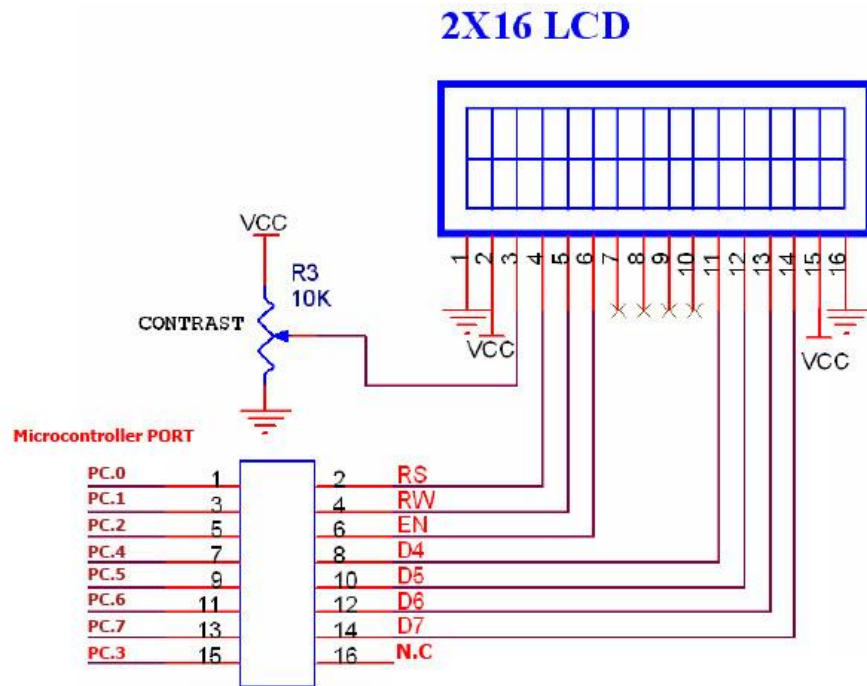 2X16 LCD
1 2 3 4 5 6 7 8 9 10 11 12 13 14 15 16
VCC
R3
10K
CONTRAST
VCC
VCC
Microcontroller PORT
PC.0 1 2 RS
PC.1 3 4 RW
PC.2 5 6 EN
PC.4 7 8 D4
PC.5 9 10 D5
PC.6 11 12 D6
PC.7 13 14 D7
PC.3 15 16 N.C